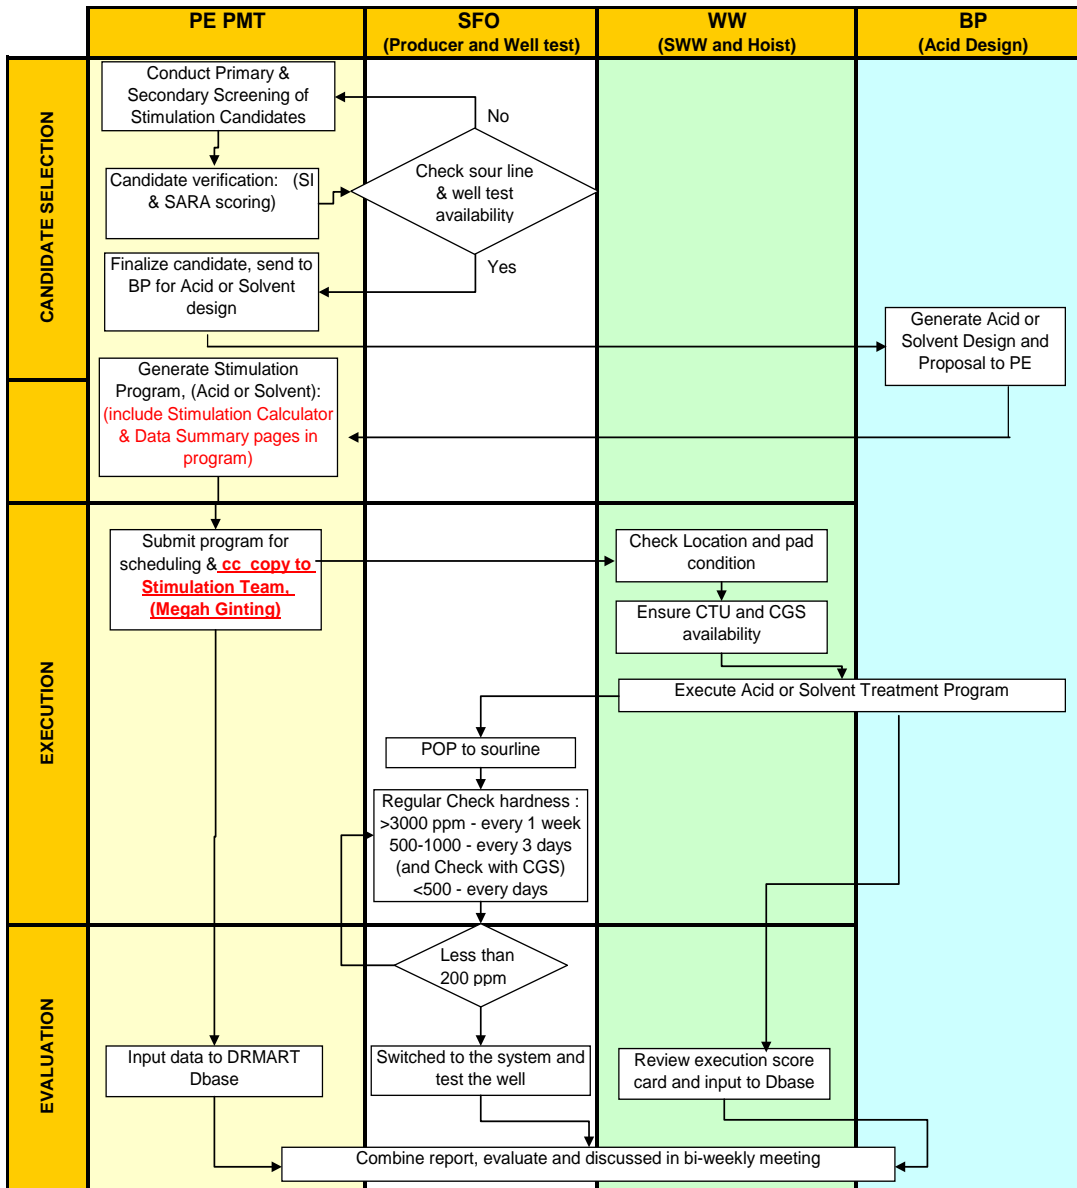 PE PMT
SFO
(Producer and Well test)
WW
(SWW and Hoist)
BP
(Acid Design)
CANDIDATE SELECTION
Conduct Primary &
Secondary Screening of
Stimulation Candidates
No
Check sour line
& well test
availability
Candidate verification: (SI
& SARA scoring)
Yes
Finalize candidate, send to
BP for Acid or Solvent
design
Generate Acid or
Solvent Design and
Proposal to PE
Generate Stimulation
Program, (Acid or Solvent):
(include Stimulation Calculator
& Data Summary pages in
program)
EXECUTION
Submit program for
scheduling & cc copy to
Stimulation Team,
(Megah Ginting)
Check Location and pad
condition
Ensure CTU and CGS
availability
Execute Acid or Solvent Treatment Program
POP to sourline
Regular Check hardness :
>3000 ppm - every 1 week
500-1000 - every 3 days
(and Check with CGS)
<500 - every days
EVALUATION
Less than
200 ppm
Input data to DRMART
Dbase
Switched to the system and
test the well
Review execution score
card and input to Dbase
Combine report, evaluate and discussed in bi-weekly meeting